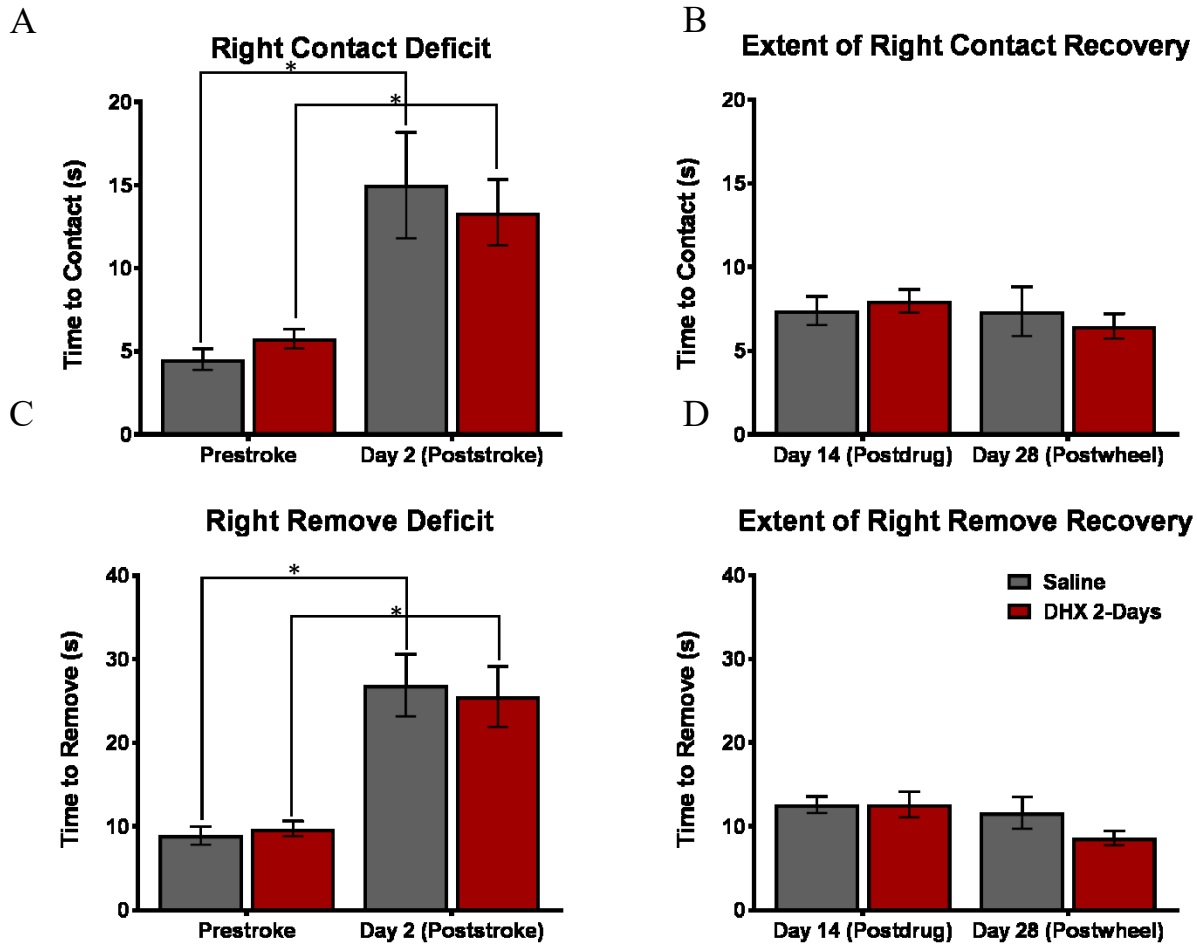 A
Right Contact Deficit
*
*
Time to Contact (s)
20
15
10
5
0
Prestroke
Day 2 (Poststroke)
B
Extent of Right Contact Recovery
Time to Contact (s)
20
15
10
5
0
Day 14 (Postdrug)
Day 28 (Postwheel)
C
Right Remove Deficit
*
*
Time to Remove (s)
40
30
20
10
0
Prestroke
Day 2 (Poststroke)
D
Extent of Right Remove Recovery
Saline
DHX 2-Days
Time to Remove (s)
40
30
20
10
0
Day 14 (Postdrug)
Day 28 (Postwheel)